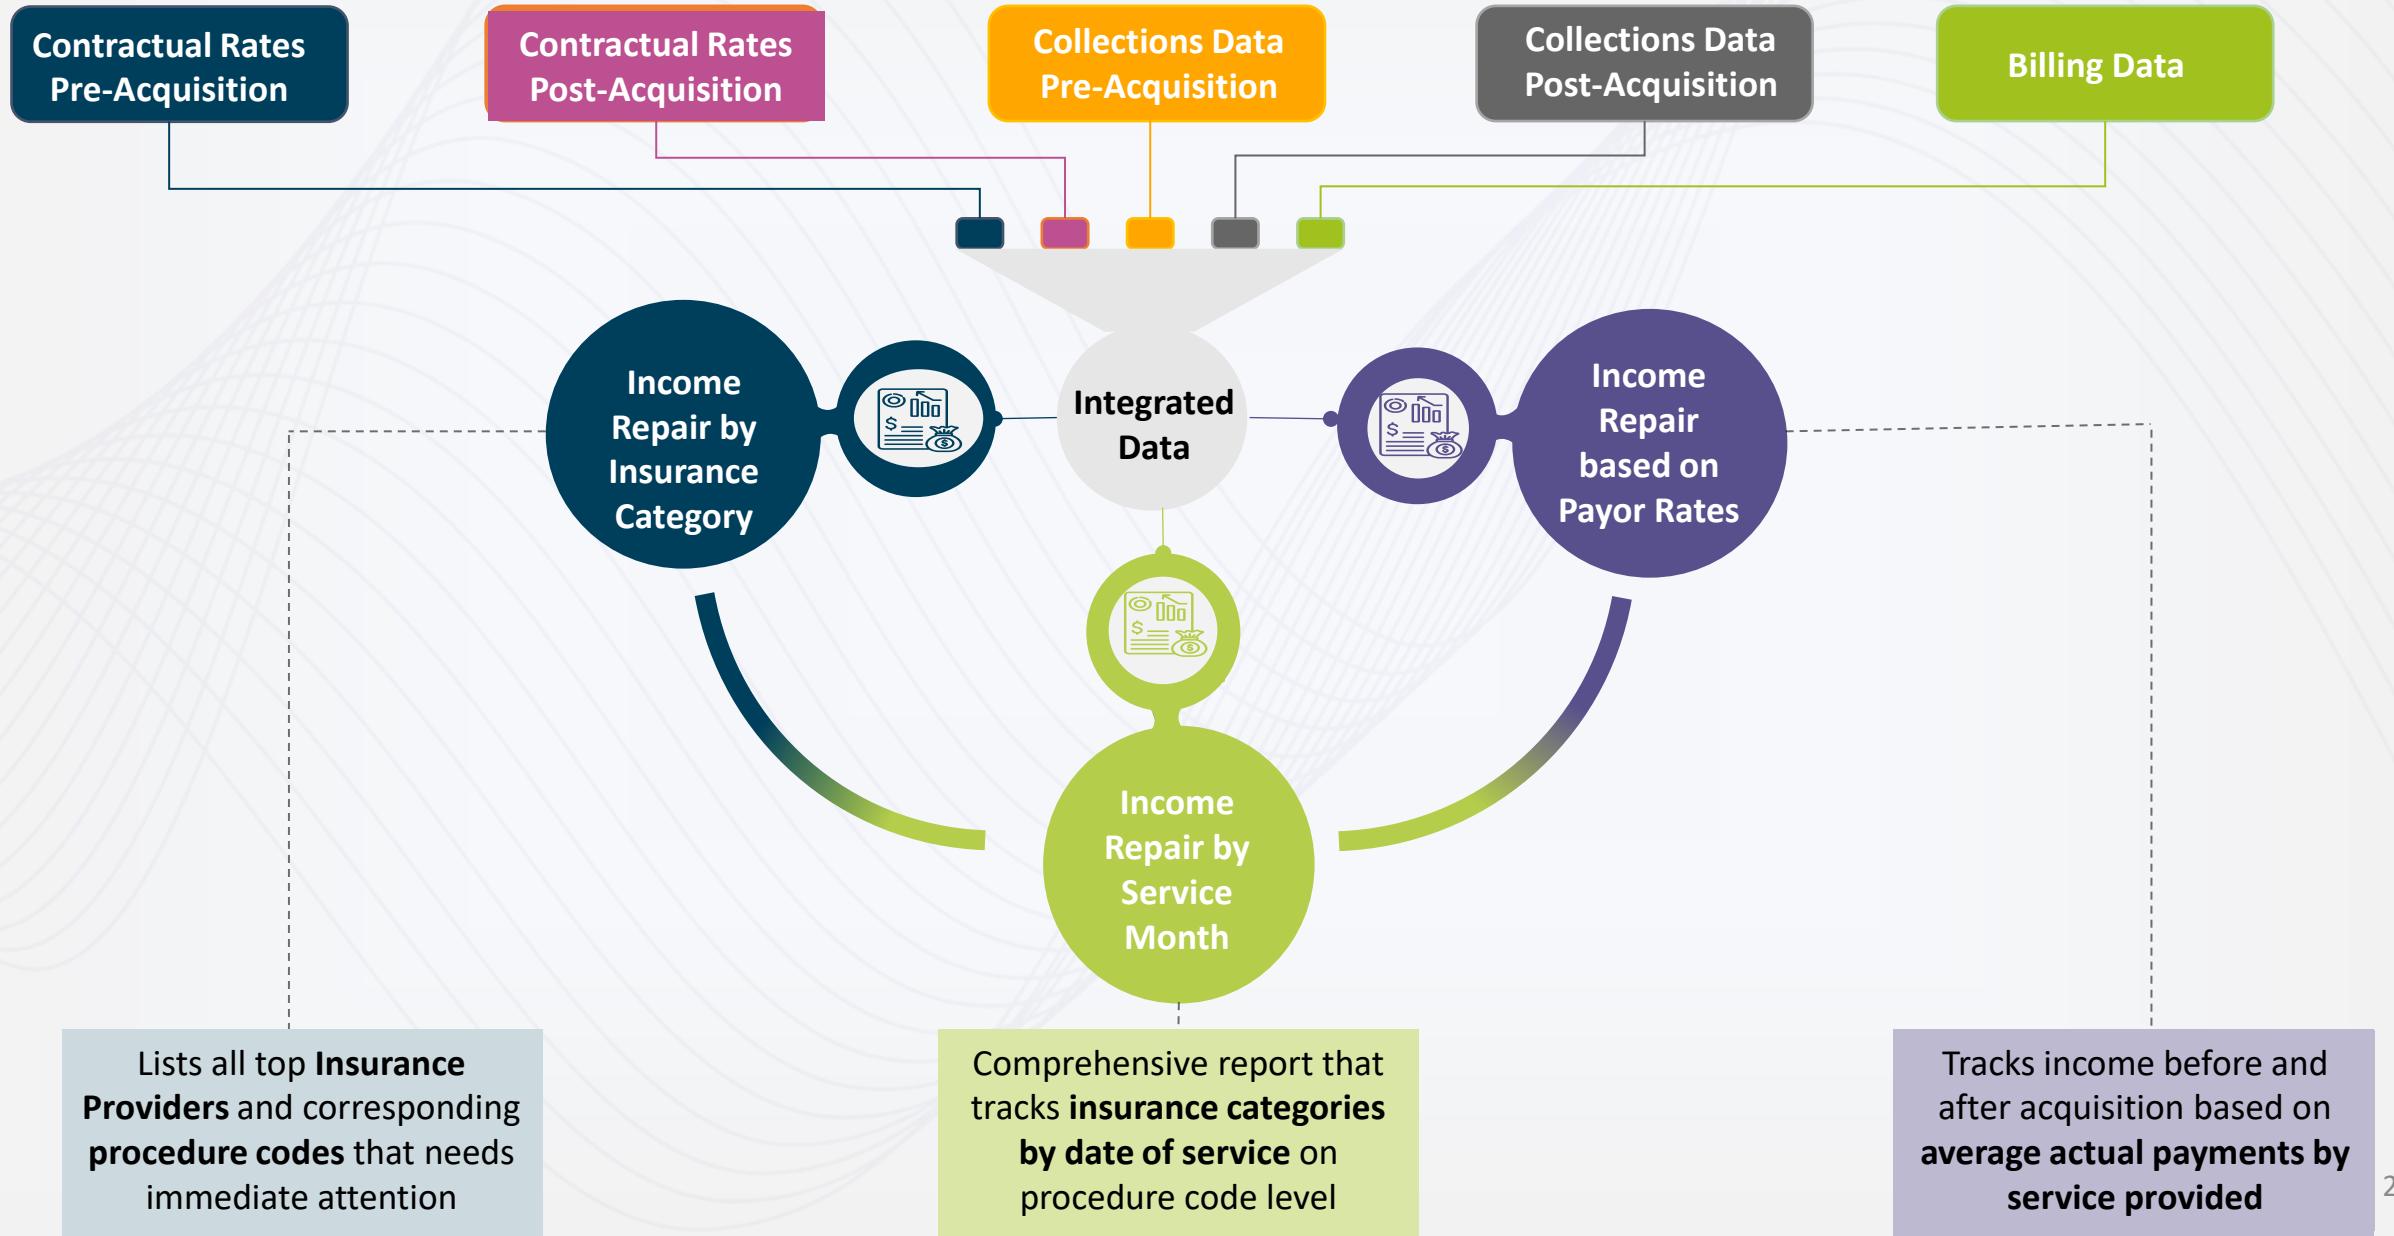 Contractual Rates
Pre-Acquisition
Contractual Rates
Post-Acquisition
Collections Data
Pre-Acquisition
Collections Data
Post-Acquisition
Billing Data
Income
Repair by
Insurance
Category
$
$
Integrated
Data
$
$
Income
Repair
based on
Payor Rates
$
$
Income
Repair by
Service
Month
Lists all top Insurance
Providers and corresponding
procedure codes that needs
immediate attention
Comprehensive report that
tracks insurance categories
by date of service on
procedure code level
Tracks income before and
after acquisition based on
average actual payments by
service provided
2